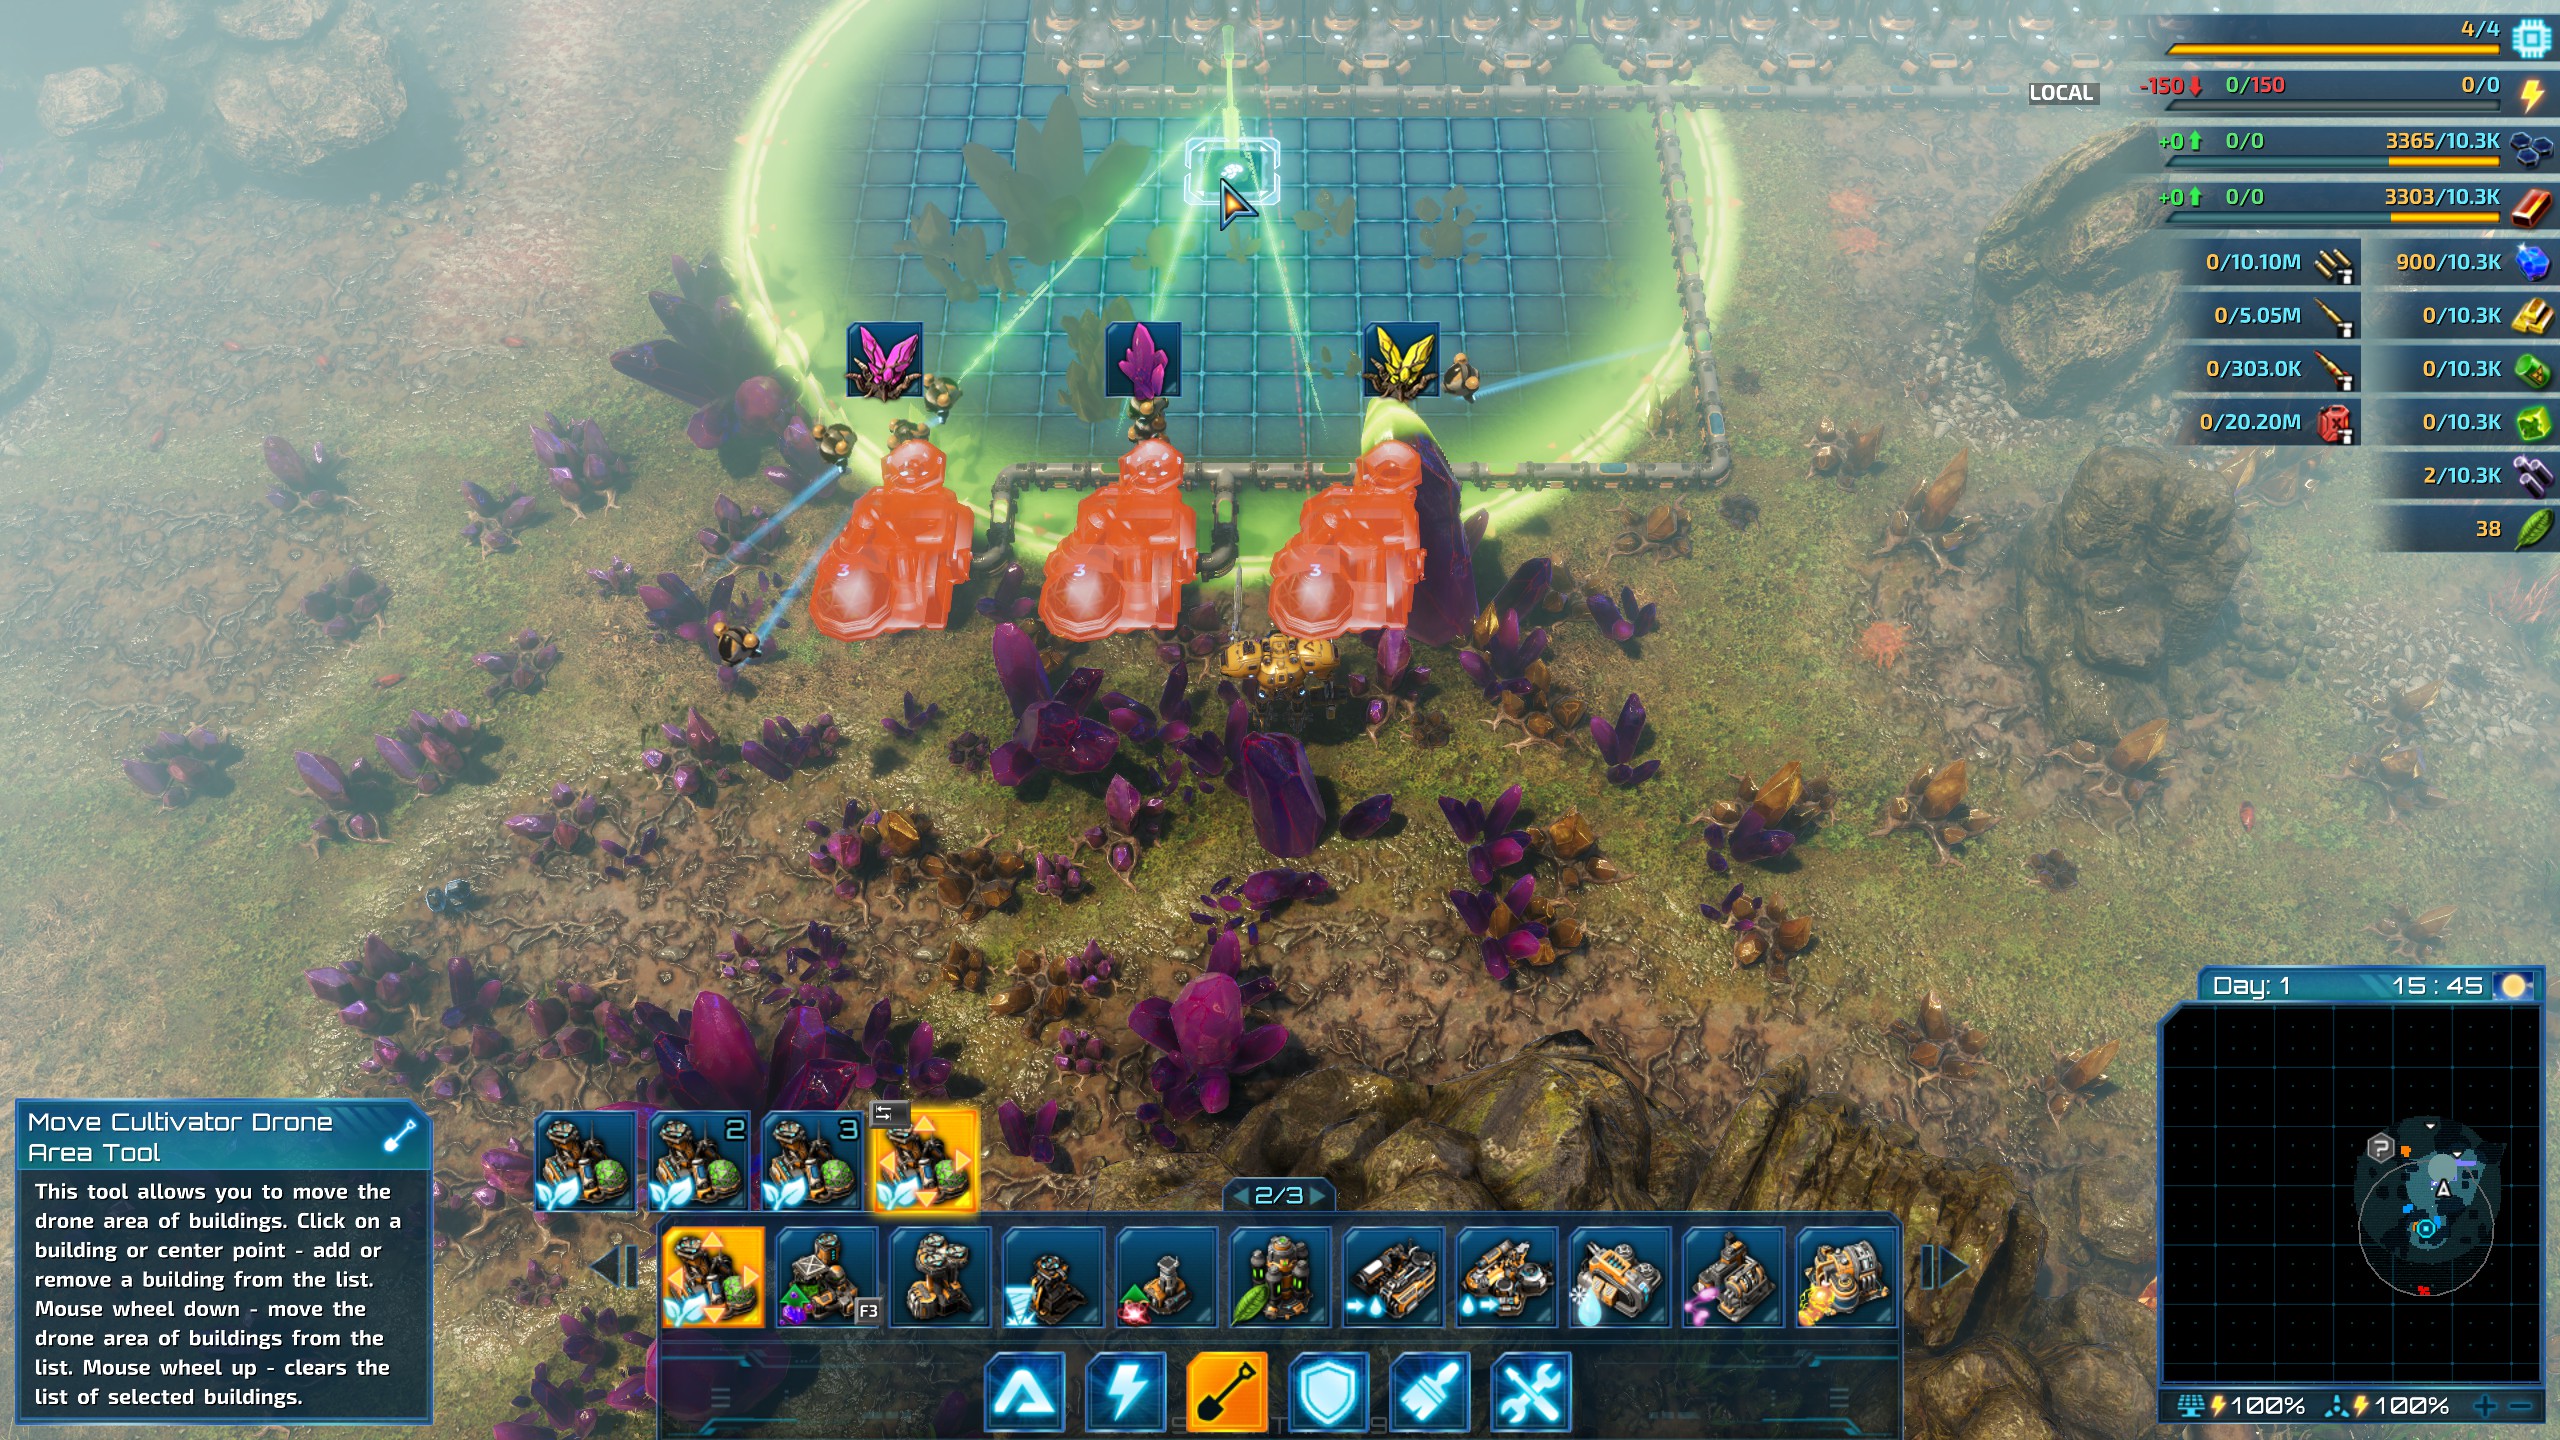 4/4
LOCAL
-150 0/150 0/0
+0 0/0 3365/10.3K
+0 0/0 3303/10.3K
0/10.10M 900/10.3K
0/5.05M 0/10.3K
0/303.0K 0/10.3K
0/20.20M 0/10.3K
2/10.3K
38
3
3
3
Day: 1 15:45
?
A
100% 100%
Move Cultivator Drone
Area Tool
This tool allows you to move the
drone area of buildings. Click on a
building or center point - add or
remove a building from the list.
Mouse wheel down - move the
drone area of buildings from the
list. Mouse wheel up - clears the
list of selected buildings.
2
3
2/3
F3